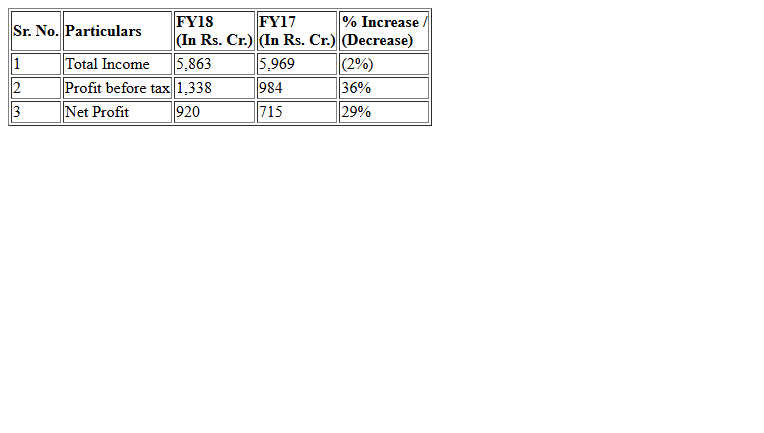 Sr. No. Particulars FY18 (In Rs. Cr.) FY17 (In Rs. Cr.) % Increase / (Decrease)
1 Total Income 5,863 5,969 (2%)
2 Profit before tax 1,338 984 36%
3 Net Profit 920 715 29%